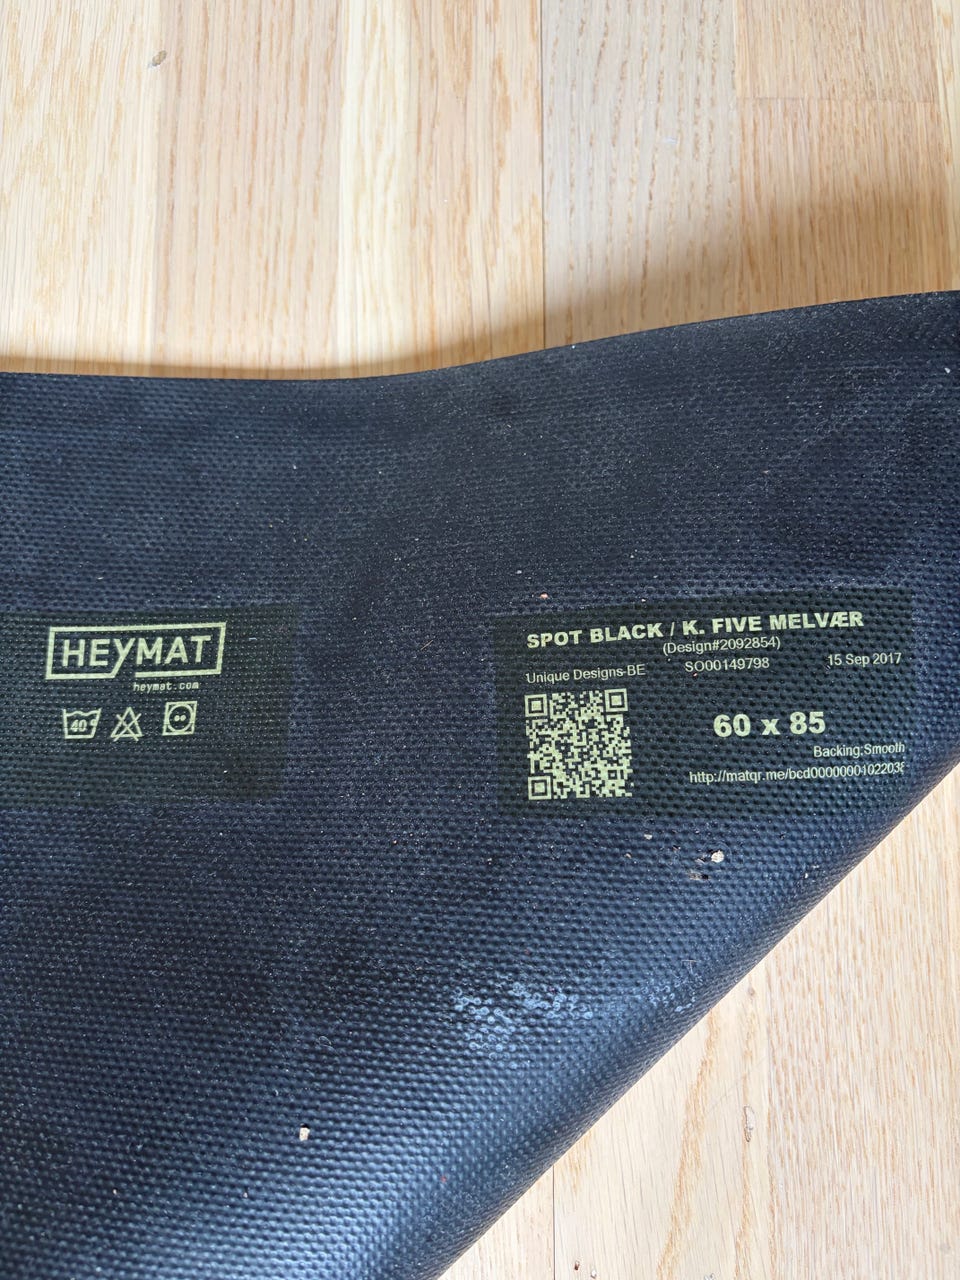 HEYMAT
heymat.com
40
SPOT BLACK / K. FIVE MELVÆR
(Design#2092854)
Unique Designs-BE SO00149798 15 Sep 2017
60 x 85
Backing:Smooth